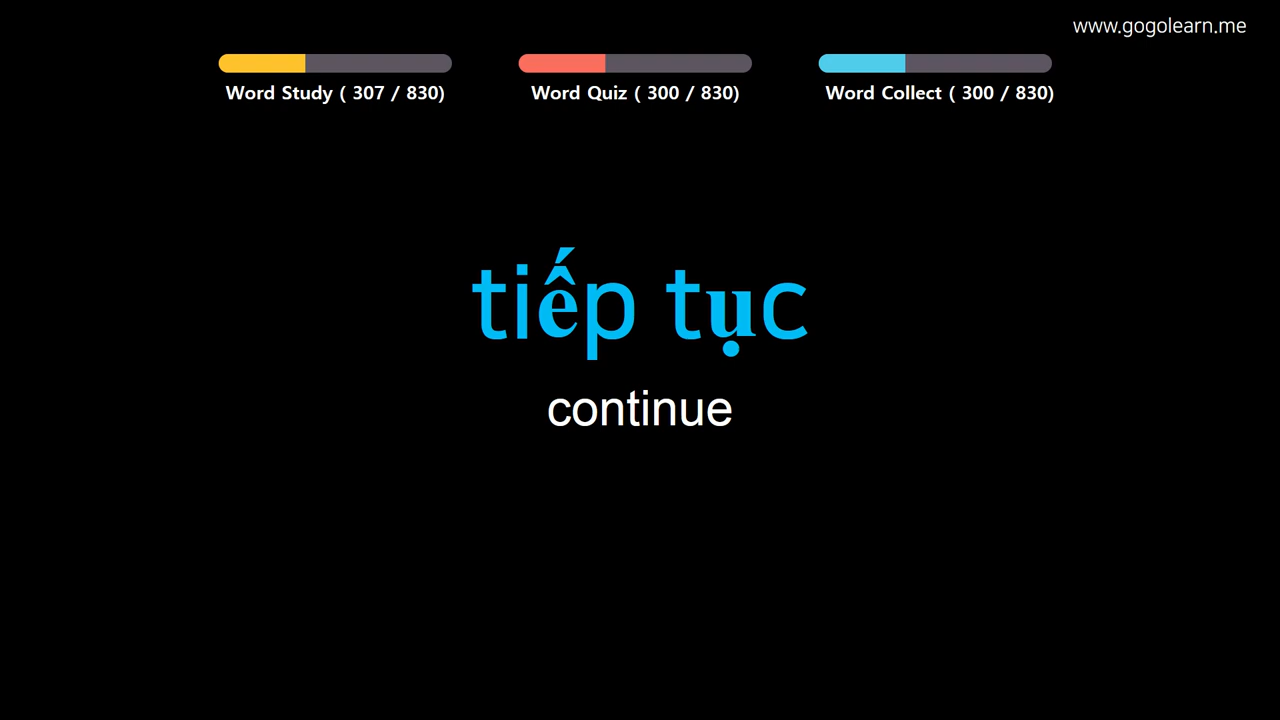 www.gogolearn.me
Word Study ( 307 / 830)
Word Quiz ( 300 / 830)
Word Collect ( 300 / 830)
tiếp tục
continue